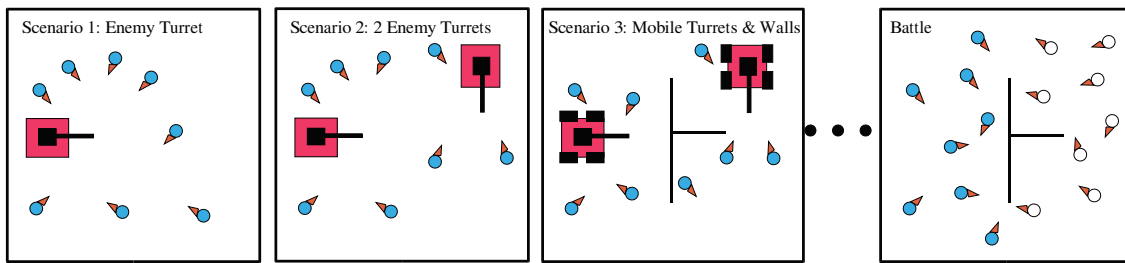 Scenario 1: Enemy Turret
Scenario 2: 2 Enemy Turrets
Scenario 3: Mobile Turrets & Walls
Battle